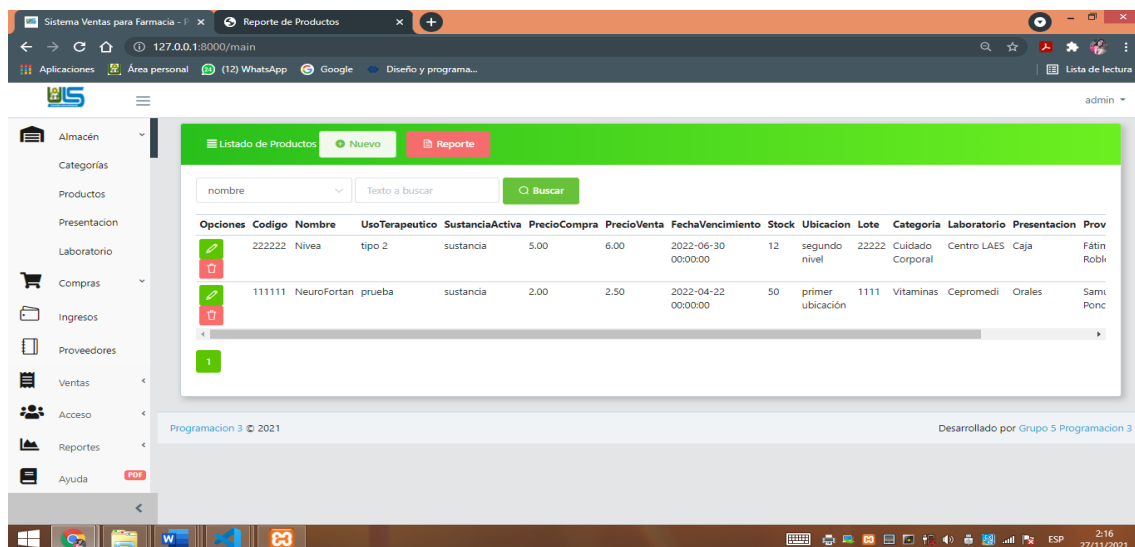 Sistema Ventas para Farmacia - P
Reporte de Productos
127.0.0.1:8000/main
Aplicaciones Área personal (12) WhatsApp Google Diseño y programa... Lista de lectura
UIS
admin
Almacén
Categorías
Productos
Presentacion
Laboratorio
Compras
Ingresos
Proveedores
Ventas
Acceso
Reportes
Ayuda PDF
Listado de Productos Nuevo Reporte
nombre Texto a buscar Buscar
Opciones Codigo Nombre UsoTerapeutico SustanciaActiva PrecioCompra PrecioVenta FechaVencimiento Stock Ubicacion Lote Categoria Laboratorio Presentacion Prov
222222 Nivea tipo 2 sustancia 5.00 6.00 2022-06-30 12 segundo 22222 Cuidado Centro LAES Caja Fátin
00:00:00 nivel Corporal Roble
111111 NeuroFortan prueba sustancia 2.00 2.50 2022-04-22 50 primer 1111 Vitaminas Cepromedi Orales Samu
00:00:00 ubicación Ponc
1
Programacion 3 © 2021 Desarrollado por Grupo 5 Programacion 3
ESP 2:16
27/11/2021